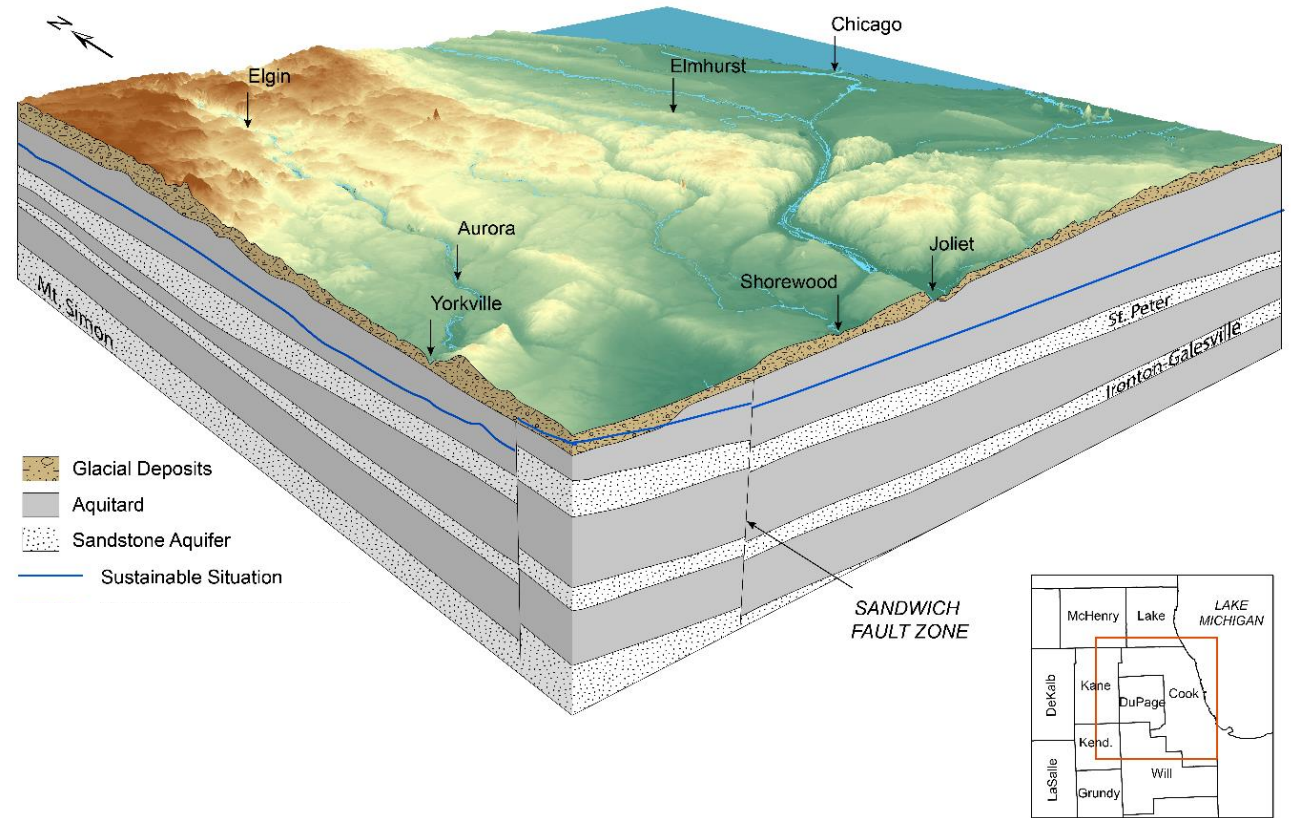 N
Chicago
Elmhurst
Elgin
Aurora
Yorkville
Shorewood
Joliet
Mt. Simon
St. Peter
Ironton-Galesville
Glacial Deposits
Aquitard
Sandstone Aquifer
Sustainable Situation
SANDWICH
FAULT ZONE
McHenry
Lake
LAKE
MICHIGAN
DeKalb
Kane
Cook
DuPage
Kend.
Will
LaSalle
Grundy